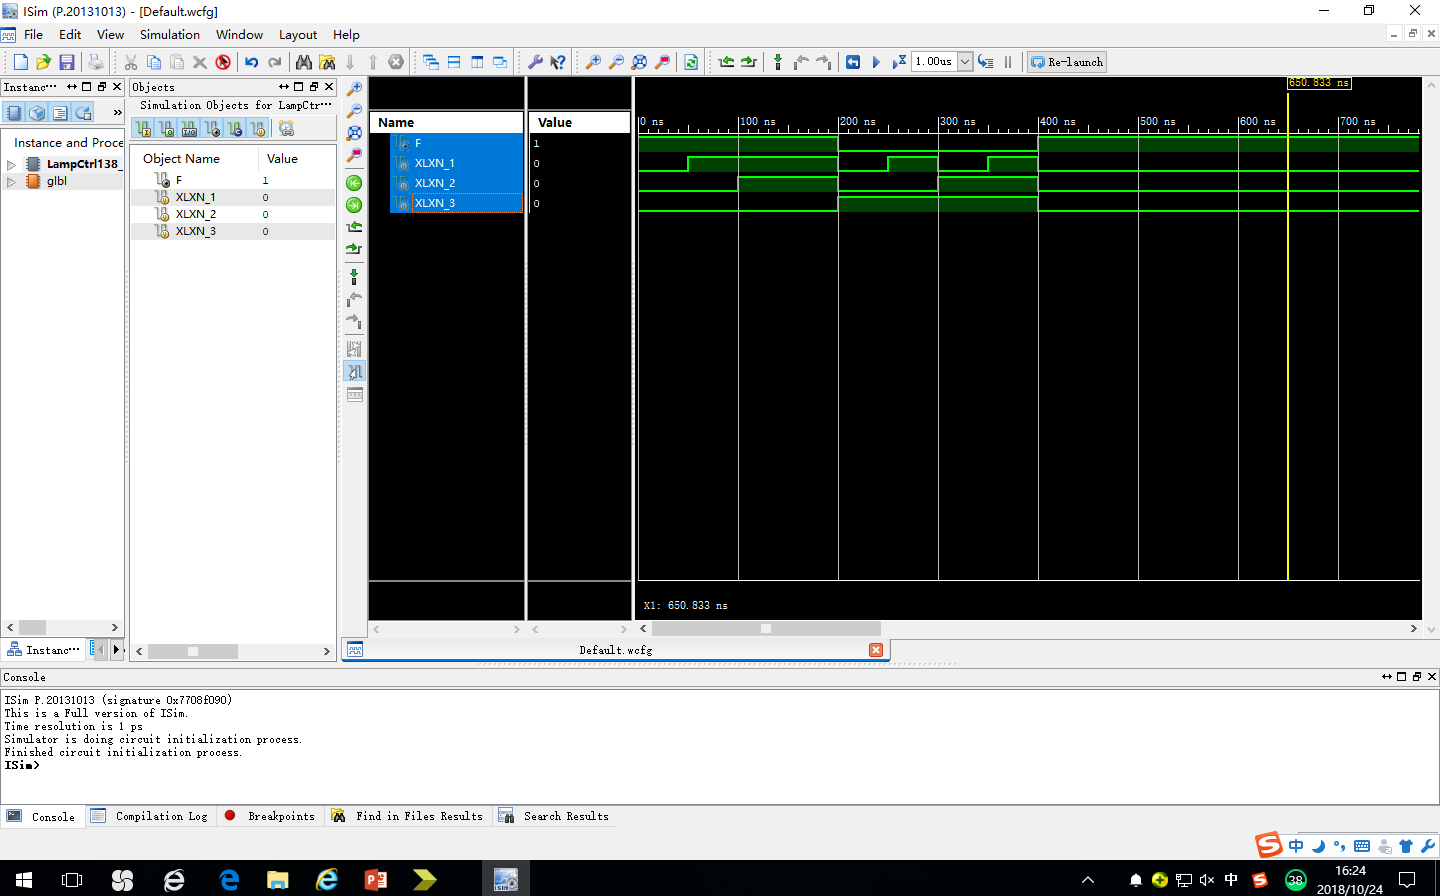 ISim (P.20131013) - [Default.wcfg]
File Edit View Simulation Window Layout Help
1.00us Re-launch
Instanc···
Objects
Simulation Objects for LampCtr···
Instance and Proce
LampCtrl138_
glbl
Object Name Value
F 1
XLXN_1 0
XLXN_2 0
XLXN_3 0
Name Value
F 1
XLXN_1 0
XLXN_2 0
XLXN_3 0
650.833 ns
0 ns 100 ns 200 ns 300 ns 400 ns 500 ns 600 ns 700 ns
X1: 650.833 ns
Instanc···
Default.wcfg
Console
ISim P.20131013 (signature 0x7708f090)
This is a Full version of ISim.
Time resolution is 1 ps
Simulator is doing circuit initialization process.
Finished circuit initialization process.
ISim>
Console Compilation Log Breakpoints Find in Files Results Search Results
中
38
中
16:24
2018/10/24